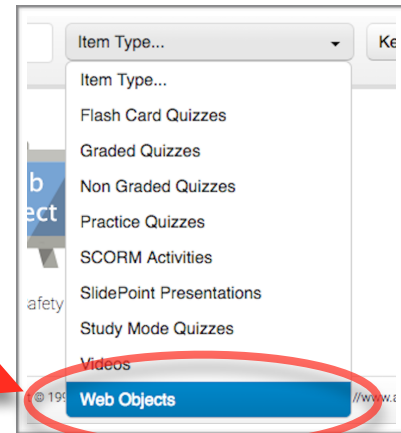 Item Type...
Ke
Item Type...
Flash Card Quizzes
Graded Quizzes
b
Non Graded Quizzes
ect
Practice Quizzes
SCORM Activities
afety
SlidePoint Presentations
Study Mode Quizzes
Videos
© 199
Web Objects
//www.a